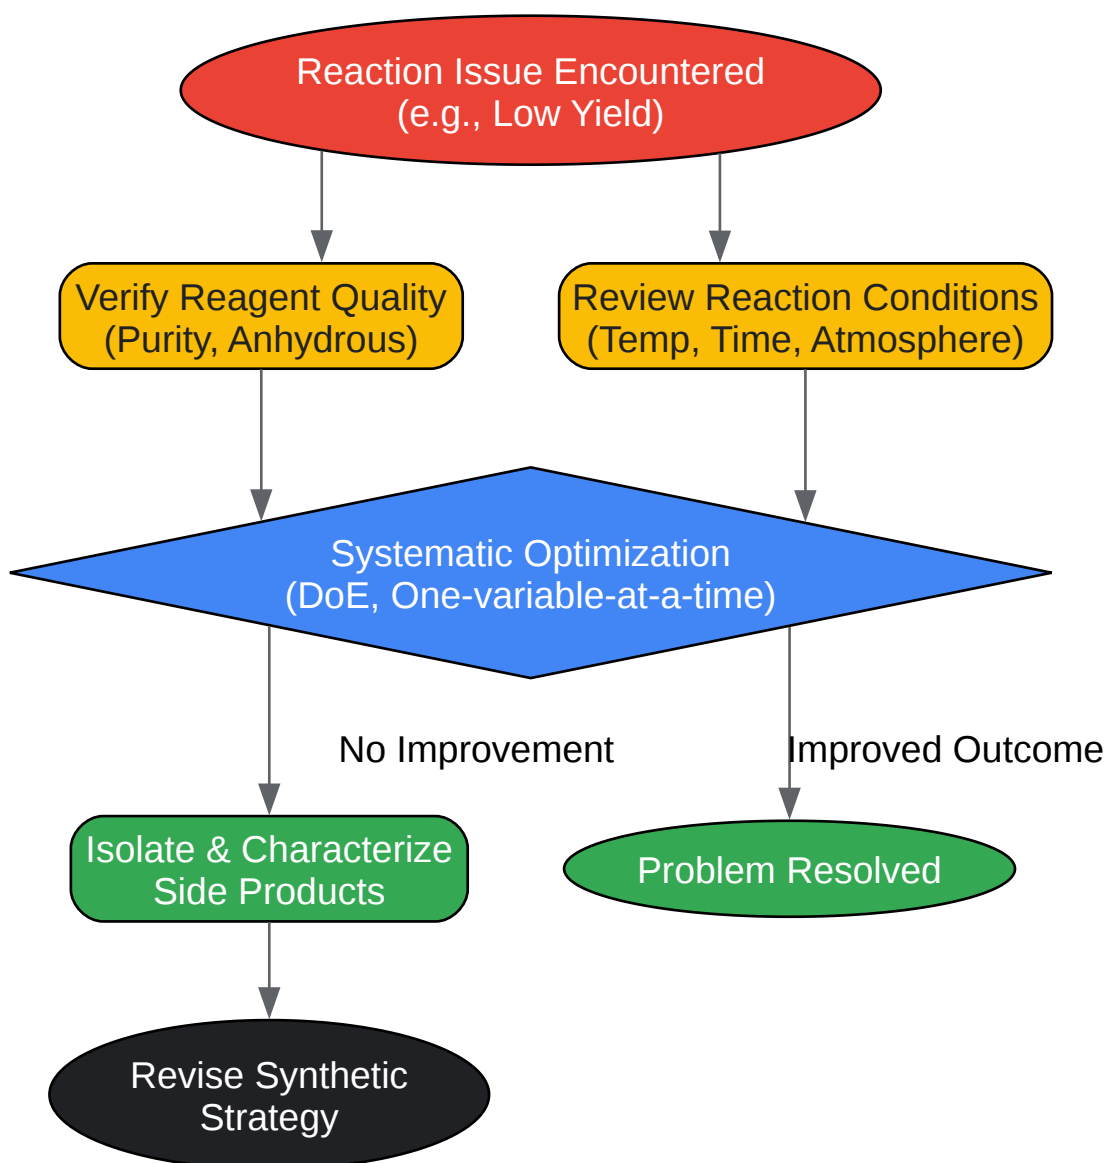 Reaction Issue Encountered
(e.g., Low Yield)
Verify Reagent Quality
(Purity, Anhydrous)
Review Reaction Conditions
(Temp, Time, Atmosphere)
Systematic Optimization
(DoE, One-variable-at-a-time)
No Improvement
Improved Outcome
Isolate & Characterize
Side Products
Problem Resolved
Revise Synthetic
Strategy